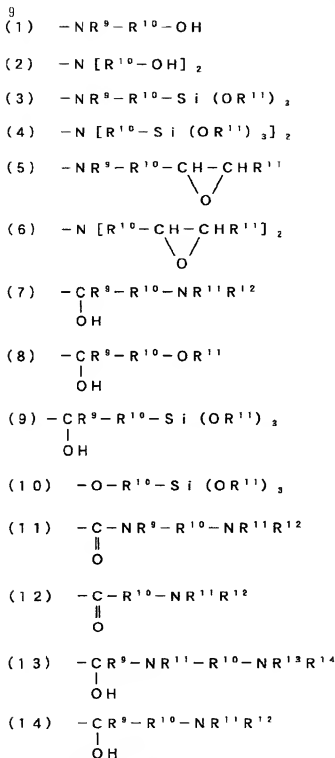 9
(1) -NR⁹-R¹⁰-OH
(2) -N[R¹⁰-OH]₂
(3) -NR⁹-R¹⁰-Si(OR¹¹)₃
(4) -N[R¹⁰-Si(OR¹¹)₃]₂
(5) -NR⁹-R¹⁰-CH-CHR¹¹
O
(6) -N[R¹⁰-CH-CHR¹¹]₂
O
(7) -CR⁹-R¹⁰-NR¹¹R¹²
OH
(8) -CR⁹-R¹⁰-OR¹¹
OH
(9) -CR⁹-R¹⁰-Si(OR¹¹)₃
OH
(10) -O-R¹⁰-Si(OR¹¹)₃
(11) -C-NR⁹-R¹⁰-NR¹¹R¹²
O
(12) -C-R¹⁰-NR¹¹R¹²
O
(13) -CR⁹-NR¹¹-R¹⁰-NR¹³R¹⁴
OH
(14) -CR⁹-R¹⁰-NR¹¹R¹²
OH